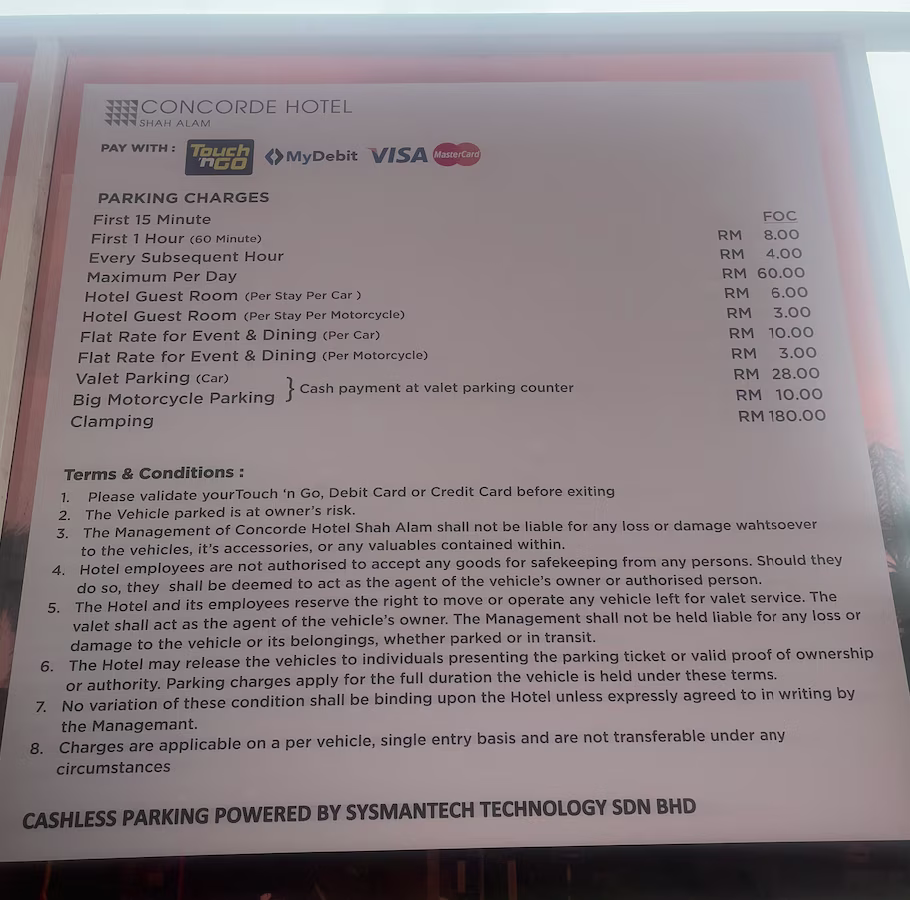 CONCORDE HOTEL
SHAH ALAM
PAY WITH : Touch 'n GO MyDebit VISA MasterCard
PARKING CHARGES
First 15 Minute FOC
First 1 Hour (60 Minute) RM 8.00
Every Subsequent Hour RM 4.00
Maximum Per Day RM 60.00
Hotel Guest Room (Per Stay Per Car ) RM 6.00
Hotel Guest Room (Per Stay Per Motorcycle) RM 3.00
Flat Rate for Event & Dining (Per Car) RM 10.00
Flat Rate for Event & Dining (Per Motorcycle) RM 3.00
Valet Parking (Car) RM 28.00
} Cash payment at valet parking counter
Big Motorcycle Parking RM 10.00
Clamping RM 180.00
Terms & Conditions :
1. Please validate yourTouch 'n Go, Debit Card or Credit Card before exiting
2. The Vehicle parked is at owner's risk.
3. The Management of Concorde Hotel Shah Alam shall not be liable for any loss or damage wahtsoever
to the vehicles, it's accessories, or any valuables contained within.
4. Hotel employees are not authorised to accept any goods for safekeeping from any persons. Should they
do so, they shall be deemed to act as the agent of the vehicle's owner or authorised person.
5. The Hotel and its employees reserve the right to move or operate any vehicle left for valet service. The
valet shall act as the agent of the vehicle's owner. The Management shall not be held liable for any loss or
damage to the vehicle or its belongings, whether parked or in transit.
6. The Hotel may release the vehicles to individuals presenting the parking ticket or valid proof of ownership
or authority. Parking charges apply for the full duration the vehicle is held under these terms.
7. No variation of these condition shall be binding upon the Hotel unless expressly agreed to in writing by
the Managemant.
8. Charges are applicable on a per vehicle, single entry basis and are not transferable under any
circumstances
CASHLESS PARKING POWERED BY SYSMANTECH TECHNOLOGY SDN BHD